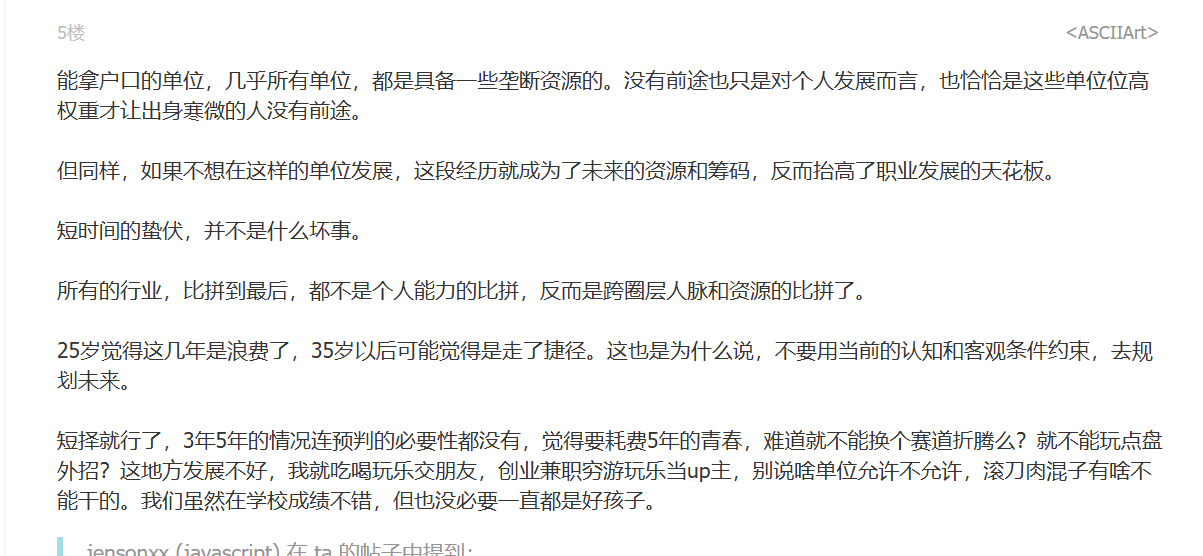 5楼
<ASCIIArt>
能拿户口的单位，几乎所有单位，都是具备一些垄断资源的。没有前途也只是对个人发展而言，也恰恰是这些单位位高
权重才让出身寒微的人没有前途。
但同样，如果不想在这样的单位发展，这段经历就成为了未来的资源和筹码，反而抬高了职业发展的天花板。
短时间的蛰伏，并不是什么坏事。
所有的行业，比拼到最后，都不是个人能力的比拼，反而是跨圈层人脉和资源的比拼了。
25岁觉得这几年是浪费了，35岁以后可能觉得是走了捷径。这也是为什么说，不要用当前的认知和客观条件约束，去规
划未来。
短择就行了，3年5年的情况连预判的必要性都没有，觉得要耗费5年的青春，难道就不能换个赛道折腾么？就不能玩点盘
外招？这地方发展不好，我就吃喝玩乐交朋友，创业兼职穷游玩乐当up主，别说啥单位允许不允许，滚刀肉混子有啥不
能干的。我们虽然在学校成绩不错，但也没必要一直都是好孩子。
jensonxx (javascript) 在 ta 的帖子中提到：